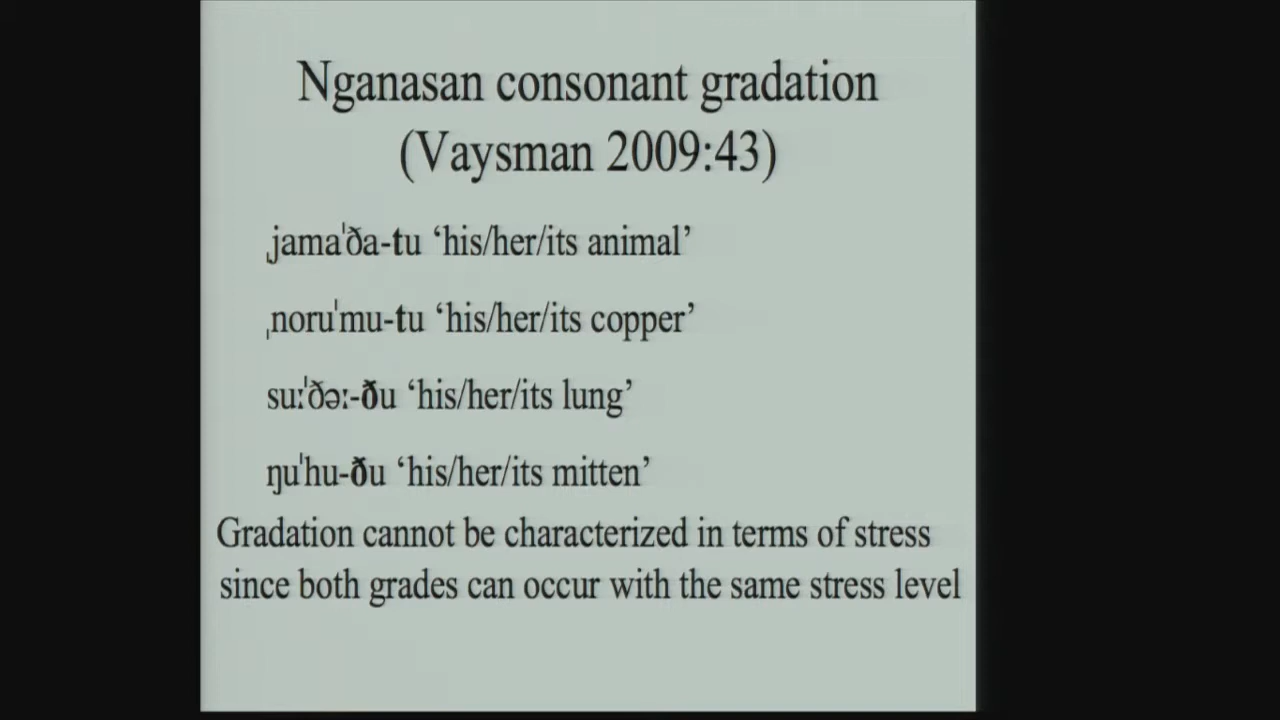 Nganasan consonant gradation
(Vaysman 2009:43)
ˌjamaˈða-tu ‘his/her/its animal’
ˌnoruˈmu-tu ‘his/her/its copper’
suːˈðəː-ðu ‘his/her/its lung’
ŋuˈhu-ðu ‘his/her/its mitten’
Gradation cannot be characterized in terms of stress
since both grades can occur with the same stress level